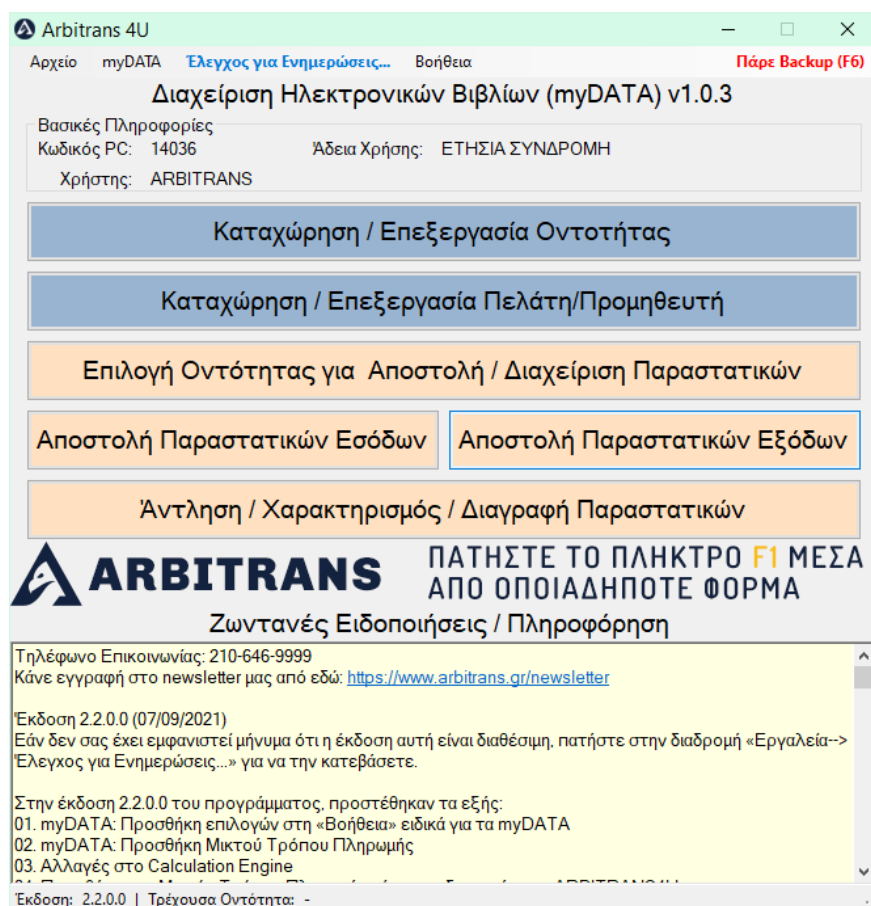 Arbitrans 4U
Αρχείο myDATA Έλεγχος για Ενημερώσεις... Βοήθεια Πάρε Backup (F6)
Διαχείριση Ηλεκτρονικών Βιβλίων (myDATA) v1.0.3
Βασικές Πληροφορίες
Κωδικός PC: 14036 Άδεια Χρήσης: ΕΤΗΣΙΑ ΣΥΝΔΡΟΜΗ
Χρήστης: ARBITRANS
Καταχώρηση / Επεξεργασία Οντοτήτας
Καταχώρηση / Επεξεργασία Πελάτη/Προμηθευτή
Επιλογή Οντότητας για Αποστολή / Διαχείριση Παραστατικών
Αποστολή Παραστατικών Εσόδων
Αποστολή Παραστατικών Εξόδων
Άντληση / Χαρακτηρισμός / Διαγραφή Παραστατικών
ARBITRANS
ΠΑΤΗΣΤΕ ΤΟ ΠΛΗΚΤΡΟ F1 ΜΕΣΑ
ΑΠΟ ΟΠΟΙΑΔΗΠΟΤΕ ΦΟΡΜΑ
Ζωντανές Ειδοποιήσεις / Πληροφόρηση
Τηλέφωνο Επικοινωνίας: 210-646-9999
Κάνε εγγραφή στο newsletter μας από εδώ: https://www.arbitrans.gr/newsletter
Έκδοση 2.2.0.0 (07/09/2021)
Εάν δεν σας έχει εμφανιστεί μήνυμα ότι η έκδοση αυτή είναι διαθέσιμη, πατήστε στην διαδρομή «Εργαλεία-->
Έλεγχος για Ενημερώσεις...» για να την κατεβάσετε.
Στην έκδοση 2.2.0.0 του προγράμματος, προστέθηκαν τα εξής:
01. myDATA: Προσθήκη επιλογών στη «Βοήθεια» ειδικά για τα myDATA
02. myDATA: Προσθήκη Μικτού Τρόπου Πληρωμής
03. Αλλαγές στο Calculation Engine
Έκδοση: 2.2.0.0 | Τρέχουσα Οντότητα: -